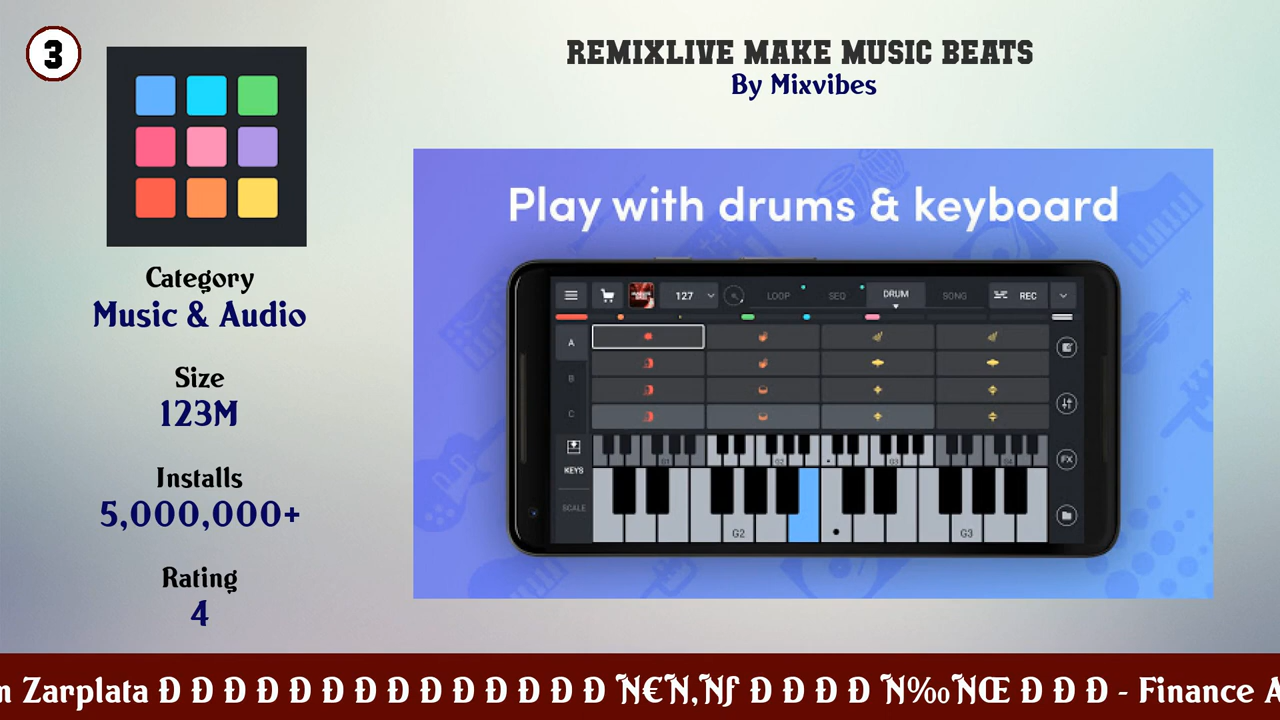 3
REMIXLIVE MAKE MUSIC BEATS
By Mixvibes
Category
Music & Audio
Size
123M
Installs
5,000,000+
Rating
4
Play with drums & keyboard
127
LOOP
SEQ
DRUM
SONG
REC
A
B
C
KEYS
SCALE
FX
G2
G3
n Zarplata Ð Ð Ð Ð Ð Ð Ð Ð Ð Ð Ð Ð Ð Ð Ñ€Ñ‚Ñƒ Ð Ð Ð Ð Ñ‰ÑŒ Ð Ð Ð - Finance A